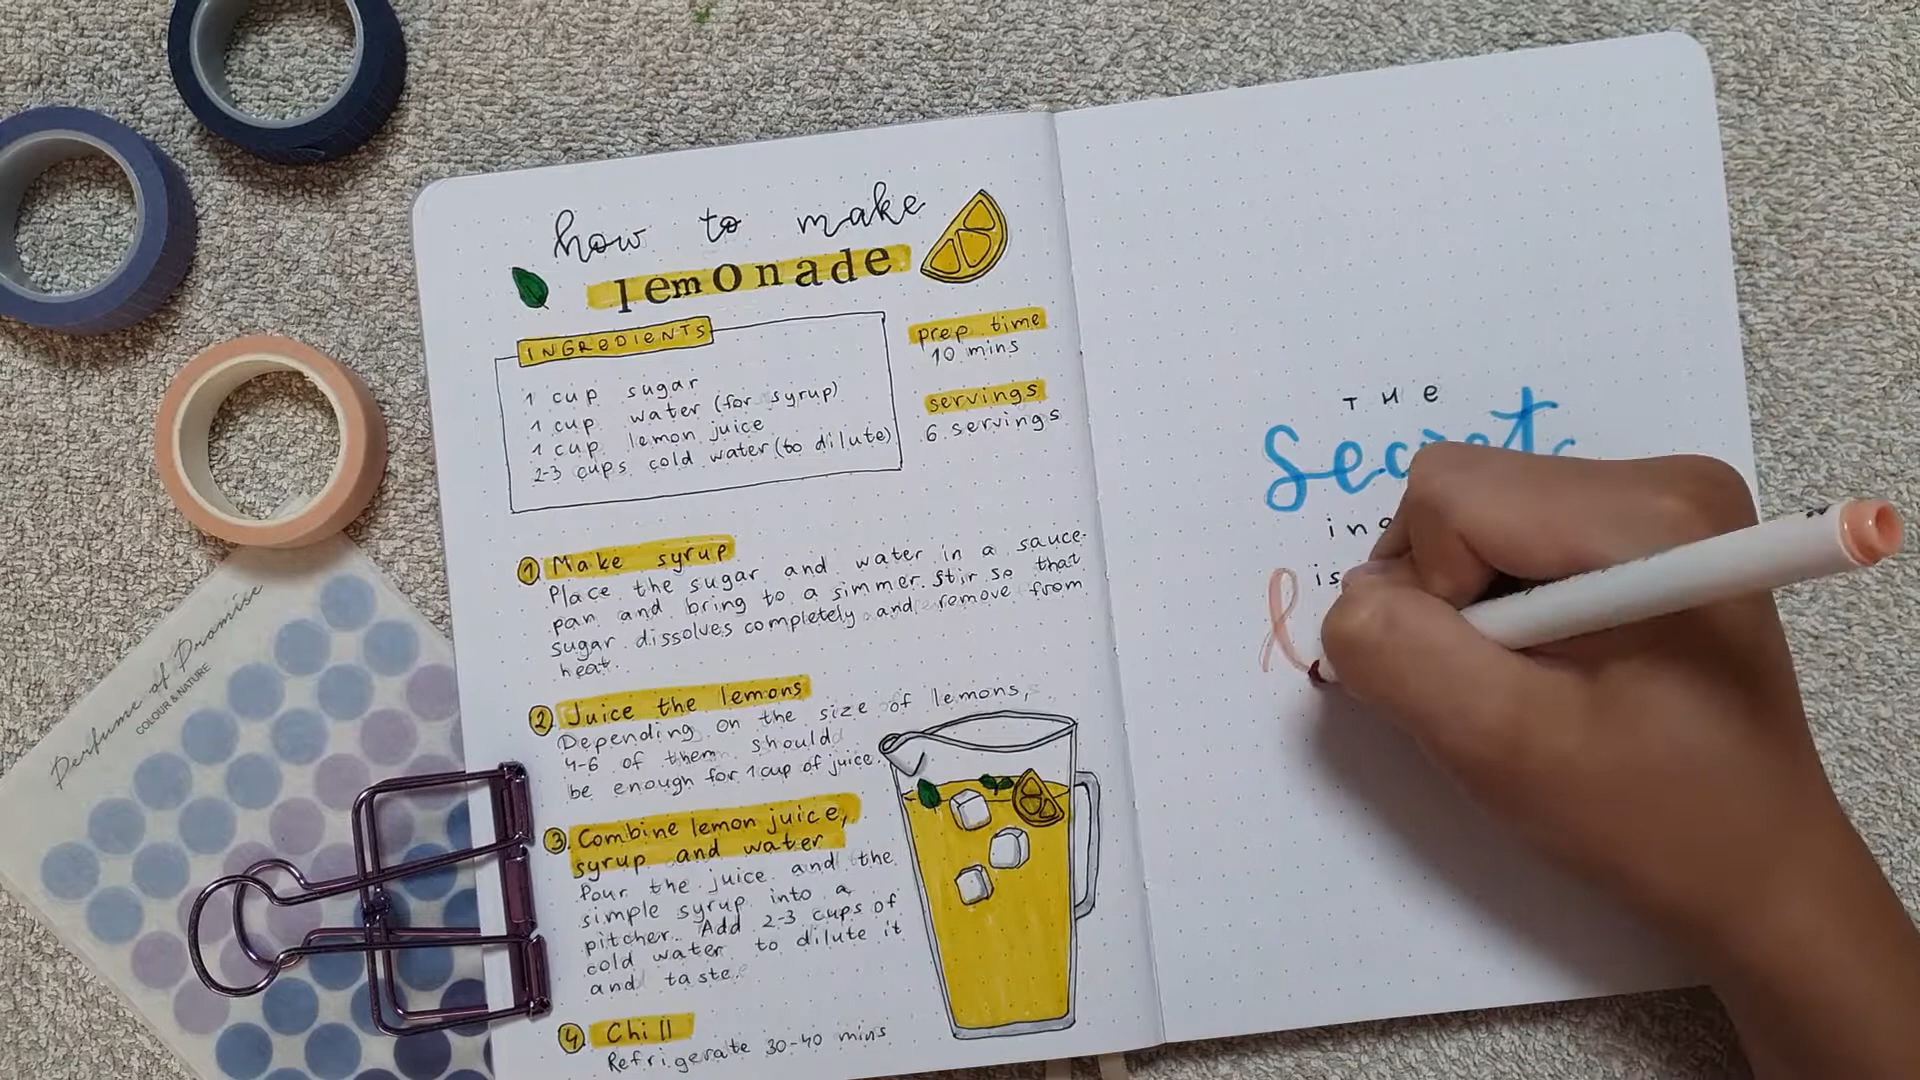 how to make
lemonade
INGReDIENTS
1 cup sugar
1 cup water (for syrup)
1 cup lemon juice
2-3 cups cold water (to dilute)
prep time
10 mins
servings
6 servings
1 Make syrup
Place the sugar and water in a sauce-
pan and bring to a simmer. Stir so that
sugar dissolves completely and remove from
heat.
2 Juice the lemons
Depending on the size of lemons,
4-6 of them should
be enough for 1 cup of juice.
3 Combine lemon juice,
syrup and water
Pour the juice and the
simple syrup into a
pitcher. Add 2-3 cups of
cold water to dilute it
and taste.
4 Chill
Refrigerate 30-40 mins
THe
Secret
is
Perfume of Promise
COLOUR & NATURE